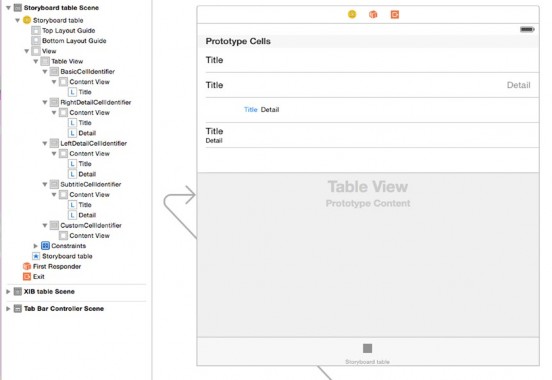 Storyboard table Scene
Storyboard table
Top Layout Guide
Bottom Layout Guide
View
Table View
BasicCellIdentifier
Content View
L Title
RightDetailCellIdentifier
Content View
L Title
L Detail
LeftDetailCellIdentifier
Content View
L Title
L Detail
SubtitleCellIdentifier
Content View
L Title
L Detail
CustomCellIdentifier
Content View
Constraints
Storyboard table
First Responder
Exit
XIB table Scene
Tab Bar Controller Scene
Prototype Cells
Title
Title Detail
Title Detail
Title
Detail
Table View
Prototype Content
Storyboard table